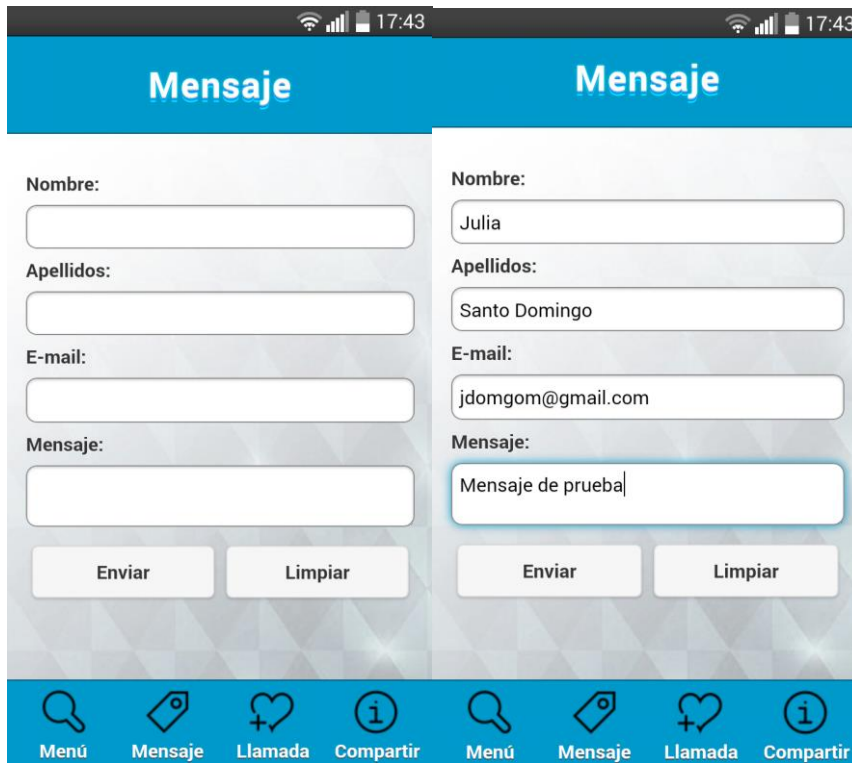 17:43
Mensaje
Nombre:
Apellidos:
E-mail:
Mensaje:
Enviar Limpiar
Menú Mensaje Llamada Compartir
17:43
Mensaje
Nombre:
Julia
Apellidos:
Santo Domingo
E-mail:
jdomgom@gmail.com
Mensaje:
Mensaje de prueba
Enviar Limpiar
Menú Mensaje Llamada Compartir